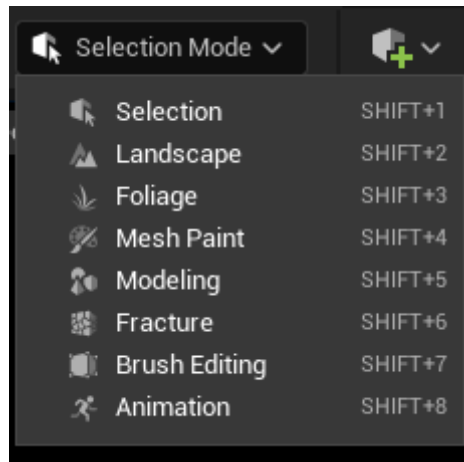 Selection Mode
Selection SHIFT+1
Landscape SHIFT+2
Foliage SHIFT+3
Mesh Paint SHIFT+4
Modeling SHIFT+5
Fracture SHIFT+6
Brush Editing SHIFT+7
Animation SHIFT+8